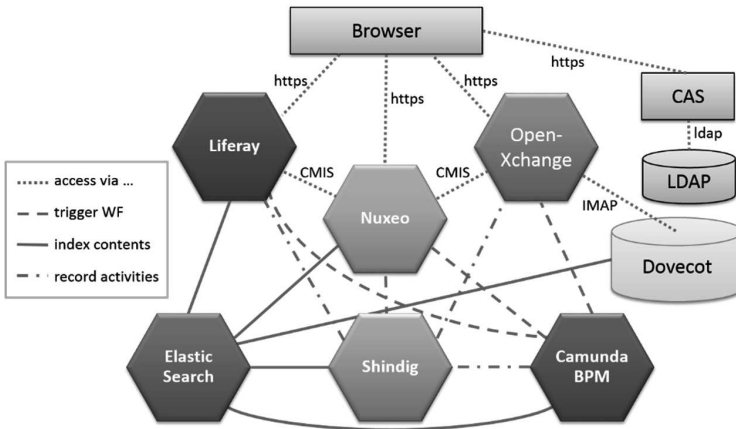 Browser
https
https
https
https
CAS
Liferay
Open-
Xchange
ldap
CMIS
CMIS
LDAP
access via ...
trigger WF
index contents
record activities
Nuxeo
IMAP
Dovecot
Elastic
Search
Shindig
Camunda
BPM